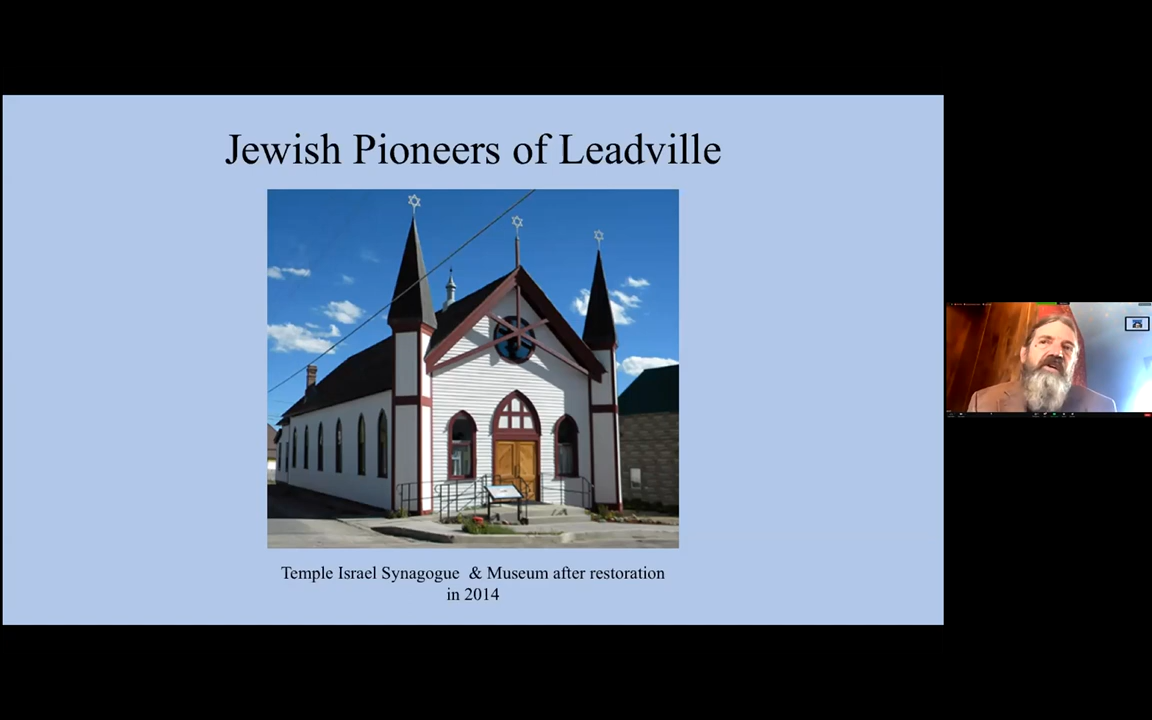 Jewish Pioneers of Leadville
Temple Israel Synagogue & Museum after restoration
in 2014